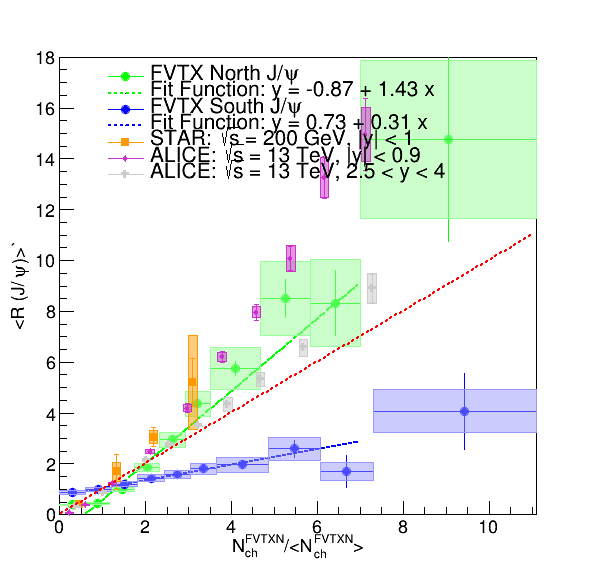 18
16
14
12
10
8
6
4
2
0
<R (J/ψ)>`
FVTX North J/ψ
Fit Function: y = -0.87 + 1.43 x
FVTX South J/ψ
Fit Function: y = 0.73 + 0.31 x
STAR: √s = 200 GeV, |y| < 1
ALICE: √s = 13 TeV, |y| < 0.9
ALICE: √s = 13 TeV, 2.5 < y < 4
0 2 4 6 8 10
N_ch^FVTXN/<N_ch^FVTXN>